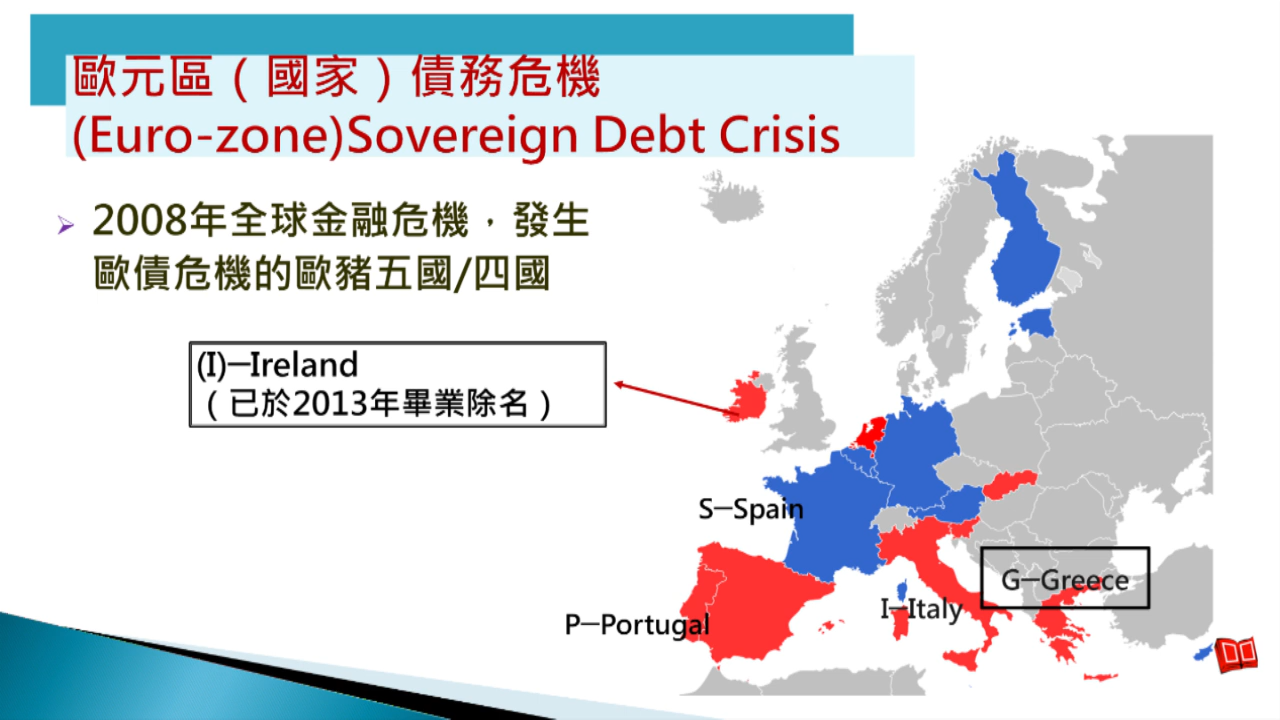 歐元區（國家）債務危機
(Euro-zone)Sovereign Debt Crisis
2008年全球金融危機，發生
歐債危機的歐豬五國/四國
(I)─Ireland
（已於2013年畢業除名）
S─Spain
G─Greece
I─Italy
P─Portugal